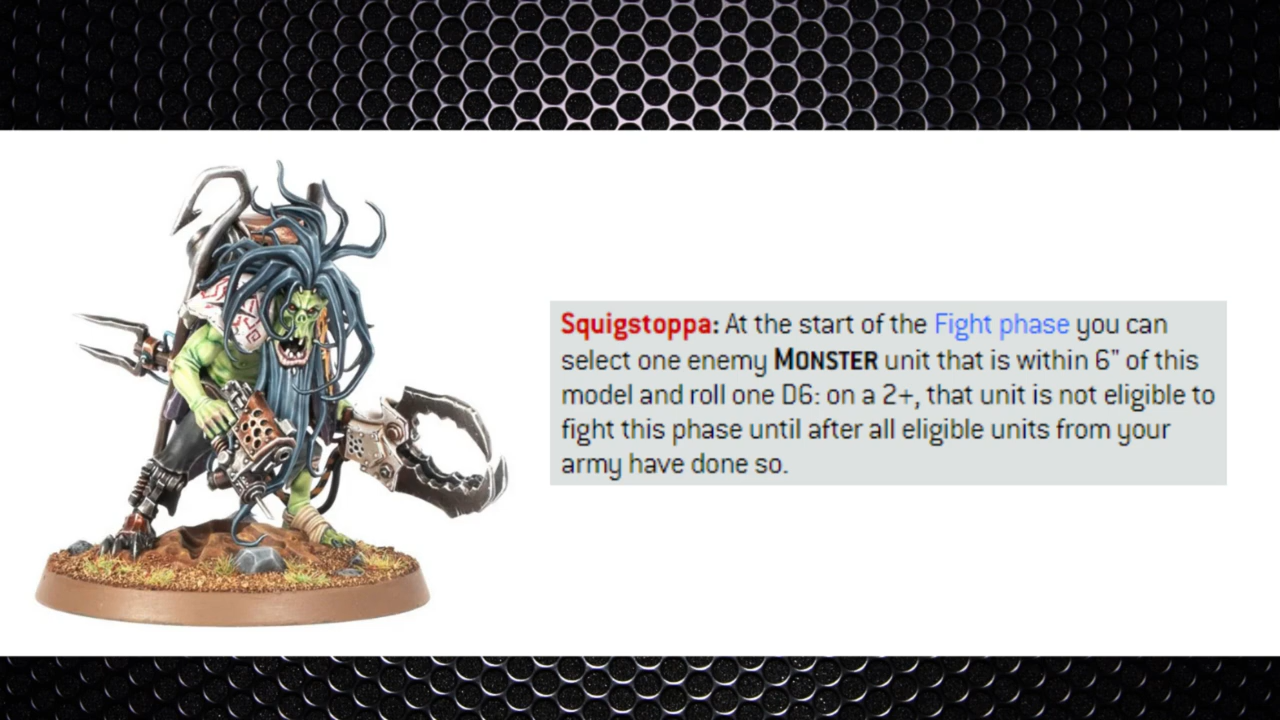 Squigstoppa: At the start of the Fight phase you can
select one enemy MONSTER unit that is within 6" of this
model and roll one D6: on a 2+, that unit is not eligible to
fight this phase until after all eligible units from your
army have done so.